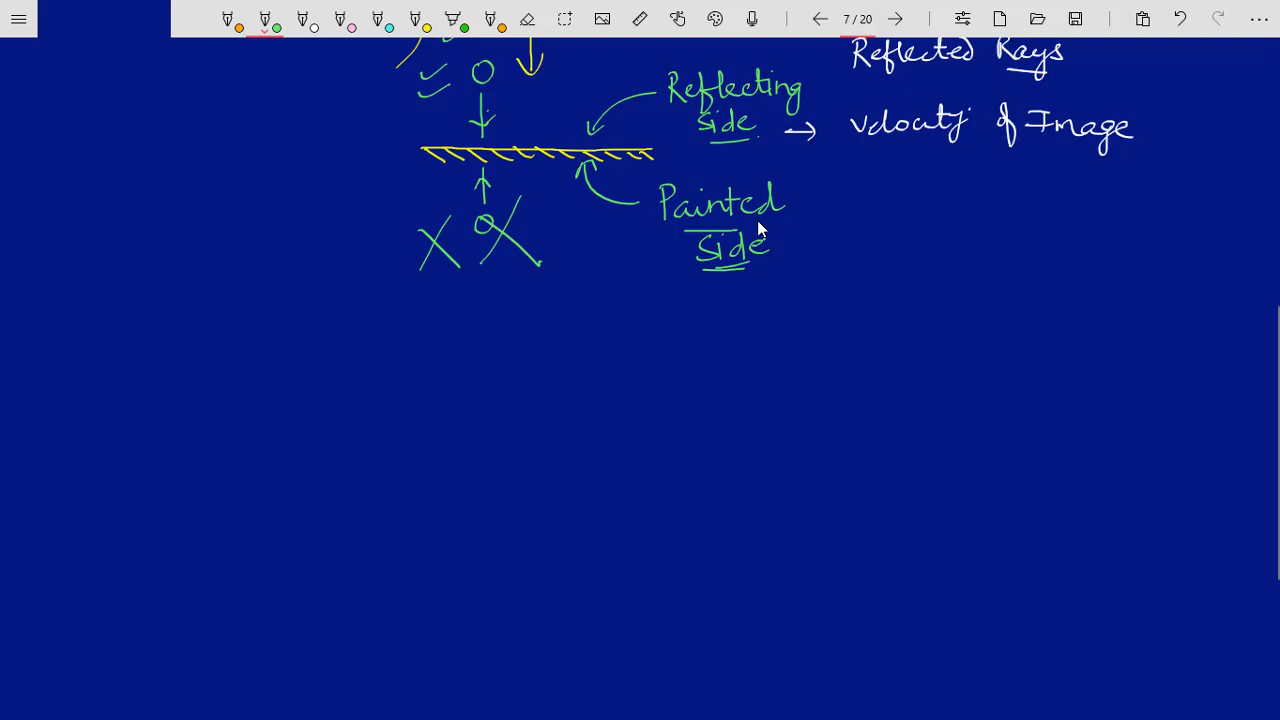 7 / 20
Reflected Rays
Reflecting
side
→ Velocity of Image
Painted
Side